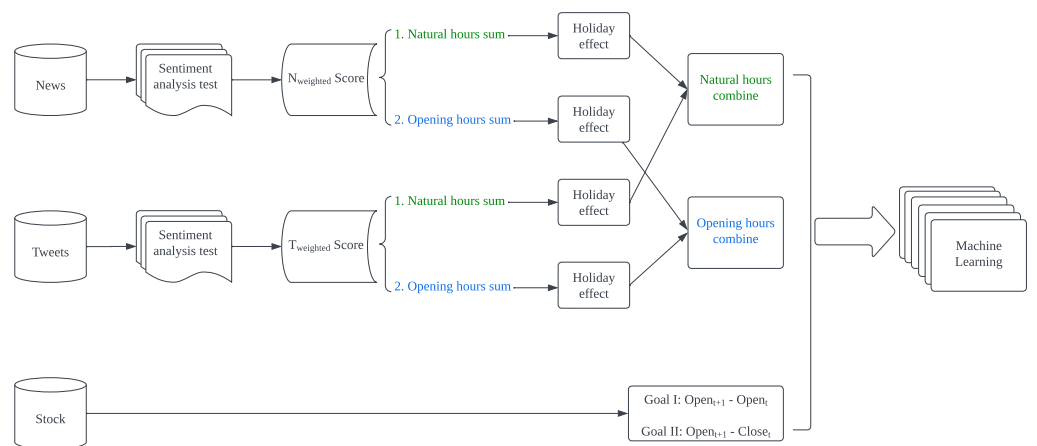 News
Sentiment
analysis test
Nweighted Score
1. Natural hours sum
2. Opening hours sum
Holiday
effect
Holiday
effect
Natural hours
combine
Tweets
Sentiment
analysis test
Tweighted Score
1. Natural hours sum
2. Opening hours sum
Holiday
effect
Holiday
effect
Opening hours
combine
Machine
Learning
Stock
Goal I: Opent+1 - Opent
Goal II: Opent+1 - Closet